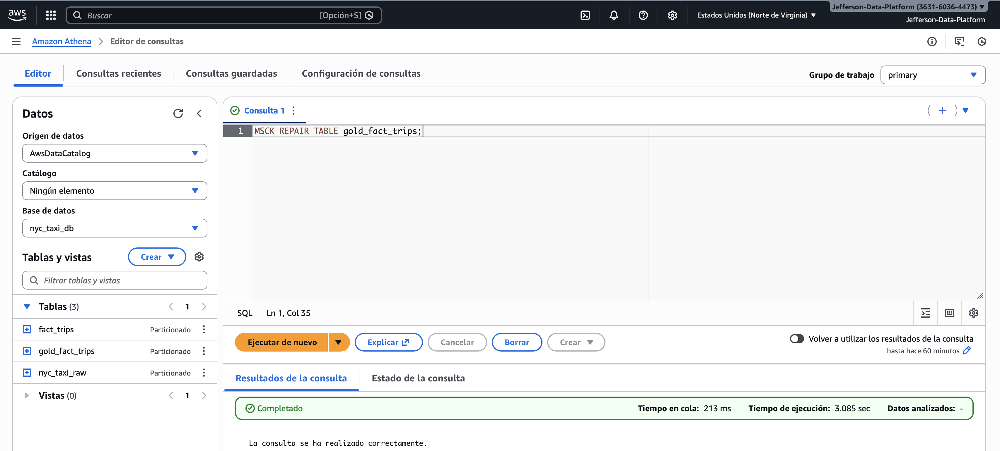 aws
Buscar
[Opción+S]
Estados Unidos (Norte de Virginia)
Jefferson-Data-Platform (3631-6036-4473)
Jefferson-Data-Platform
Amazon Athena
Editor de consultas
Editor
Consultas recientes
Consultas guardadas
Configuración de consultas
Grupo de trabajo
primary
Datos
Origen de datos
AwsDataCatalog
Catálogo
Ningún elemento
Base de datos
nyc_taxi_db
Tablas y vistas
Crear
Filtrar tablas y vistas
Tablas (3)
1
fact_trips
Particionado
gold_fact_trips
Particionado
nyc_taxi_raw
Particionado
Vistas (0)
1
Consulta 1
1
MSCK REPAIR TABLE gold_fact_trips;
SQL
Ln 1, Col 35
Ejecutar de nuevo
Explicar
Cancelar
Borrar
Crear
Volver a utilizar los resultados de la consulta
hasta hace 60 minutos
Resultados de la consulta
Estado de la consulta
Completado
Tiempo en cola: 213 ms
Tiempo de ejecución: 3.085 sec
Datos analizados: -
La consulta se ha realizado correctamente.